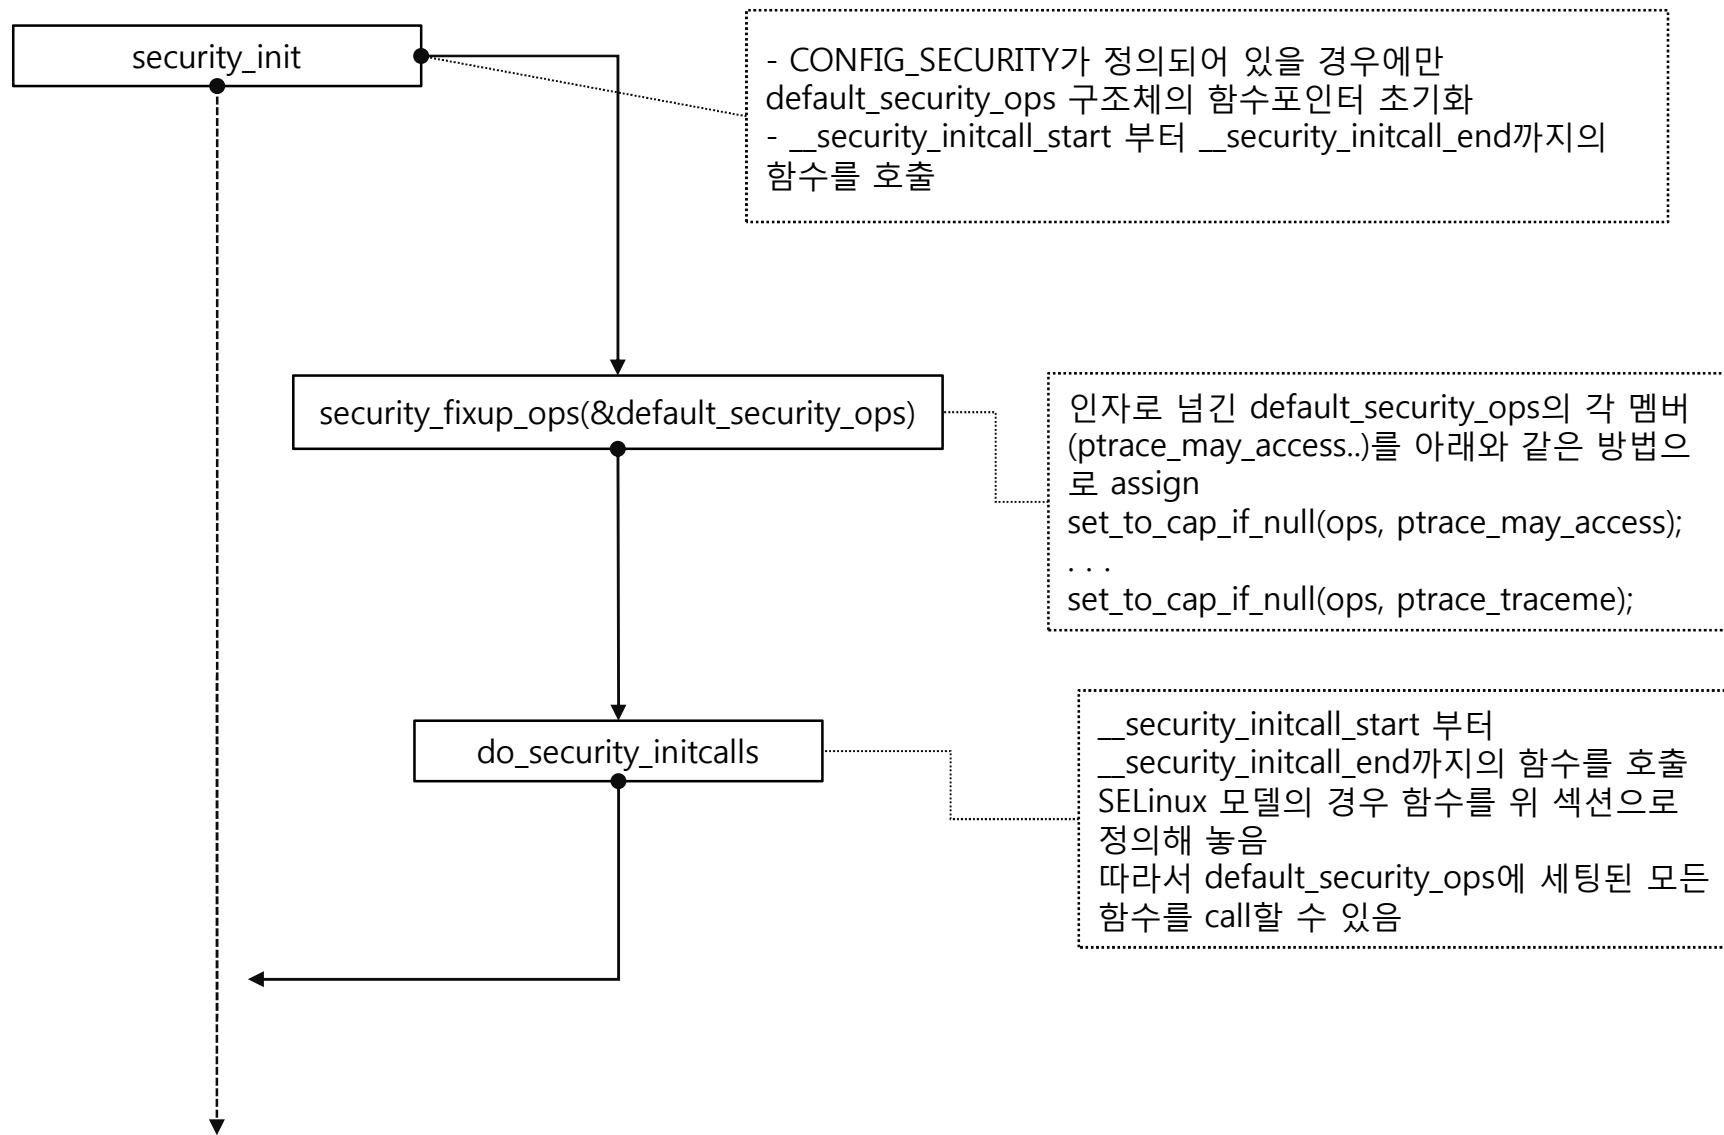 security_init
- CONFIG_SECURITY가 정의되어 있을 경우에만
default_security_ops 구조체의 함수포인터 초기화
- __security_initcall_start 부터 __security_initcall_end까지의
함수를 호출
security_fixup_ops(&default_security_ops)
인자로 넘긴 default_security_ops의 각 멤버
(ptrace_may_access..)를 아래와 같은 방법으
로 assign
set_to_cap_if_null(ops, ptrace_may_access);
. . .
set_to_cap_if_null(ops, ptrace_traceme);
do_security_initcalls
__security_initcall_start 부터
__security_initcall_end까지의 함수를 호출
SELinux 모델의 경우 함수를 위 섹션으로
정의해 놓음
따라서 default_security_ops에 세팅된 모든
함수를 call할 수 있음